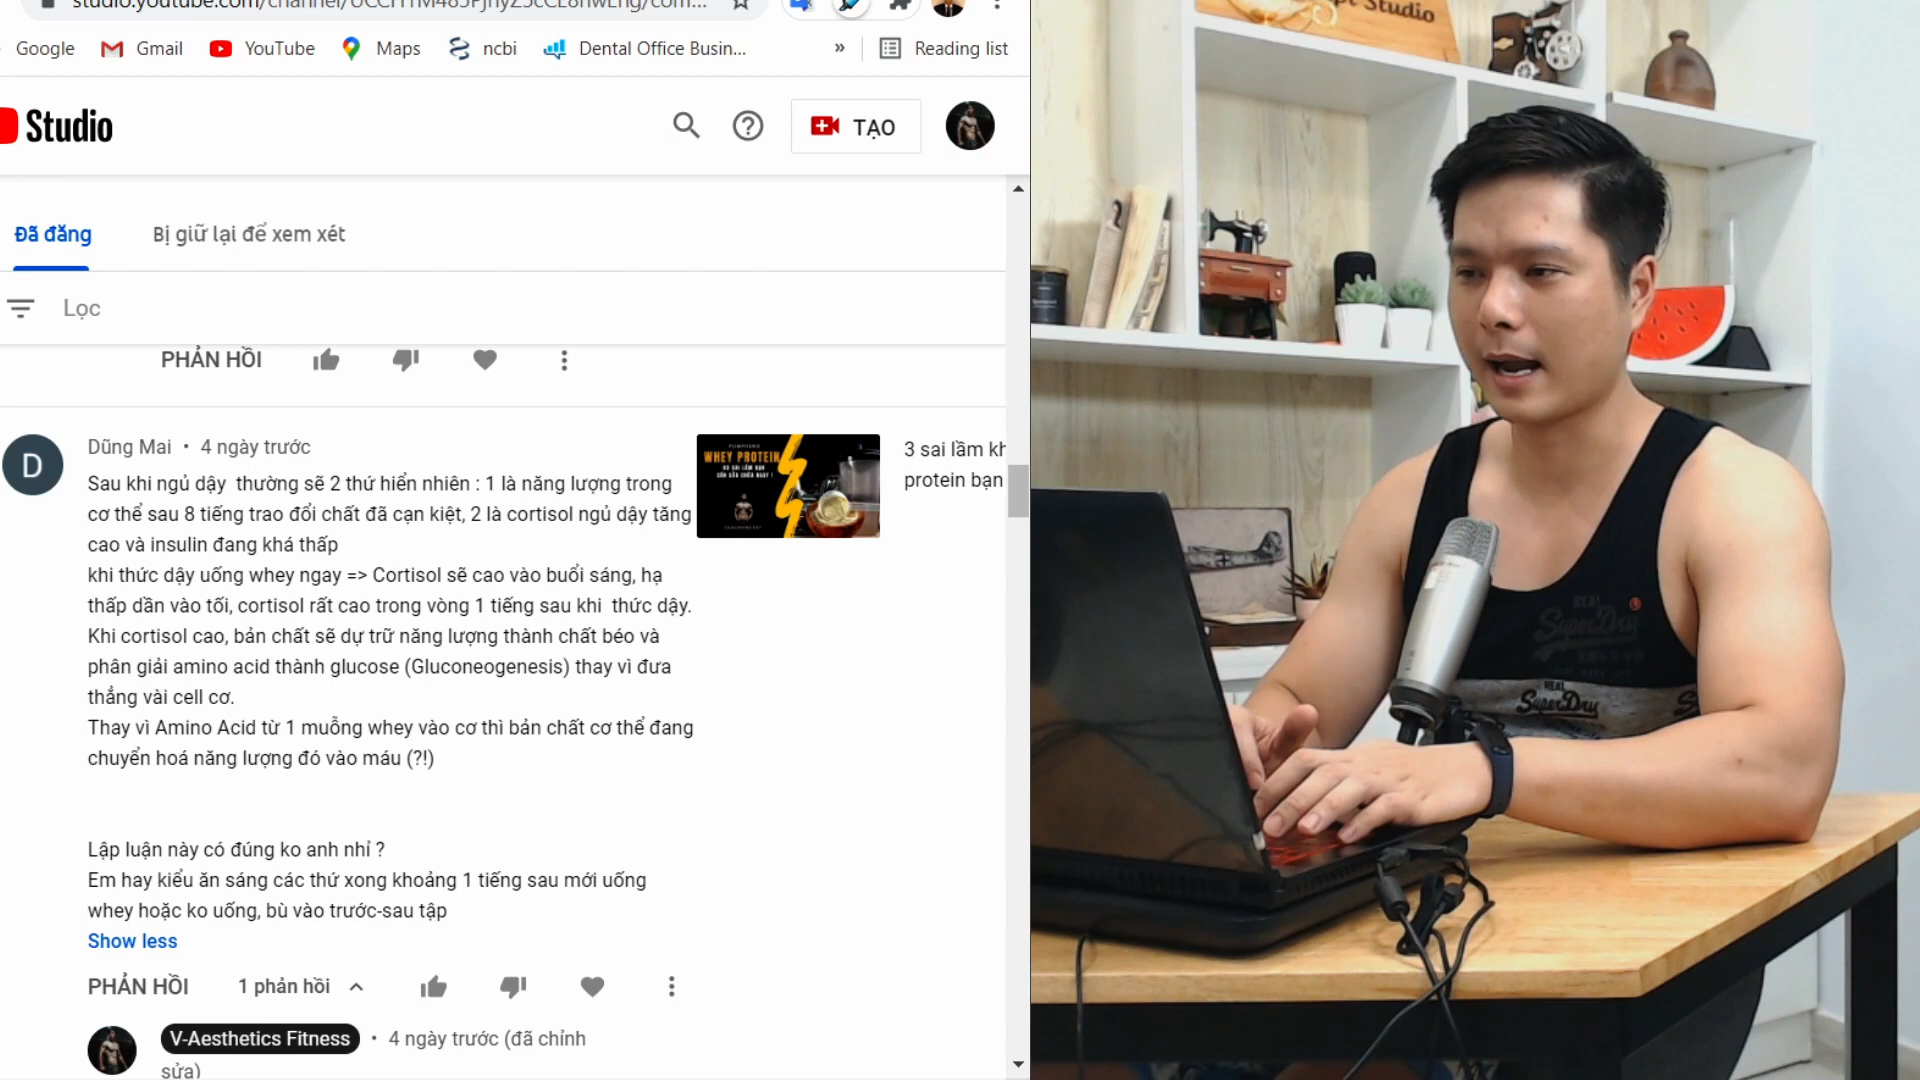 Google Gmail YouTube Maps ncbi Dental Office Busin... » Reading list
Studio
TẠO
Đã đăng Bị giữ lại để xem xét
Lọc
PHẢN HỒI
D
Dũng Mai • 4 ngày trước
Sau khi ngủ dậy thường sẽ 2 thứ hiển nhiên : 1 là năng lượng trong
cơ thể sau 8 tiếng trao đổi chất đã cạn kiệt, 2 là cortisol ngủ dậy tăng
cao và insulin đang khá thấp
khi thức dậy uống whey ngay => Cortisol sẽ cao vào buổi sáng, hạ
thấp dần vào tối, cortisol rất cao trong vòng 1 tiếng sau khi thức dậy.
Khi cortisol cao, bản chất sẽ dự trữ năng lượng thành chất béo và
phân giải amino acid thành glucose (Gluconeogenesis) thay vì đưa
thẳng vài cell cơ.
Thay vì Amino Acid từ 1 muỗng whey vào cơ thì bản chất cơ thể đang
chuyển hoá năng lượng đó vào máu (?!)
Lập luận này có đúng ko anh nhỉ ?
Em hay kiểu ăn sáng các thứ xong khoảng 1 tiếng sau mới uống
whey hoặc ko uống, bù vào trước-sau tập
Show less
PHẢN HỒI 1 phản hồi
V-Aesthetics Fitness • 4 ngày trước (đã chỉnh
sửa)
WHEY PROTEIN
3 sai lầm kh
protein bạn
Studio
REAL
SuperDry
REAL
SuperDry